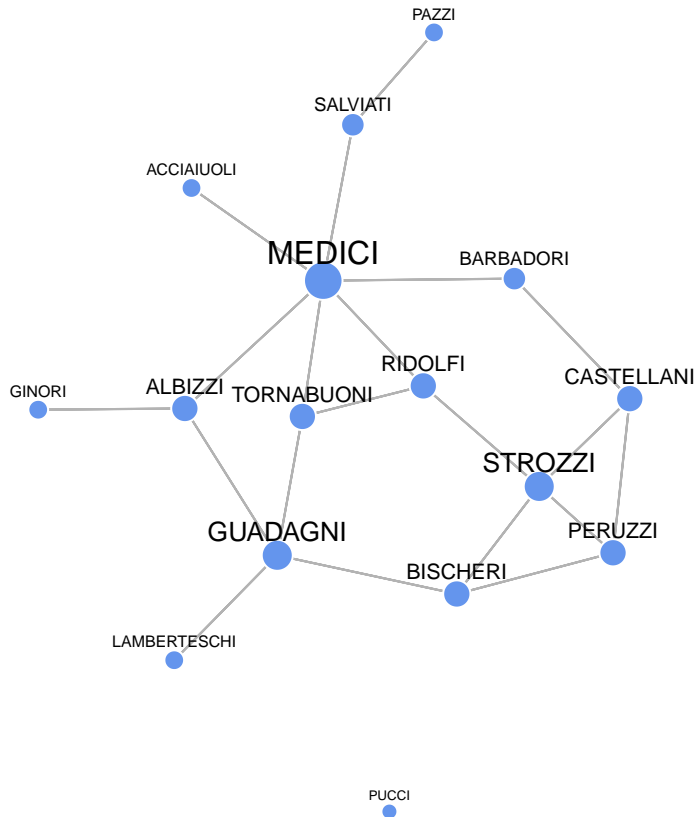 PAZZI
SALVIATI
ACCIAIUOLI
MEDICI
BARBADORI
RIDOLFI
CASTELLANI
GINORI
ALBIZZI
TORNABUONI
STROZZI
GUADAGNI
PERUZZI
BISCHERI
LAMBERTESCHI
PUCCI